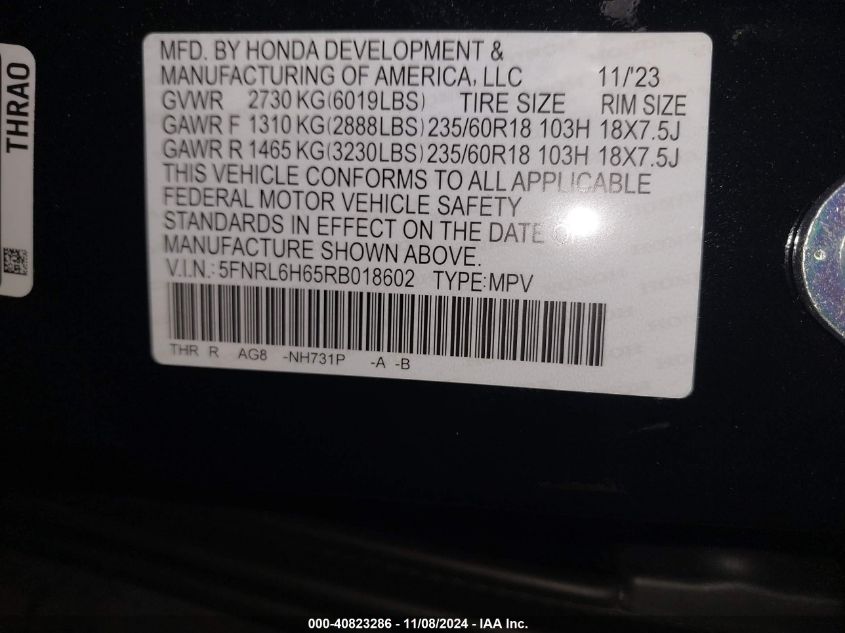 THRAO
MFD. BY HONDA DEVELOPMENT &
MANUFACTURING OF AMERICA, LLC 11/'23
GVWR 2730 KG(6019LBS) TIRE SIZE RIM SIZE
GAWR F 1310 KG(2888LBS) 235/60R18 103H 18X7.5J
GAWR R 1465 KG(3230LBS) 235/60R18 103H 18X7.5J
THIS VEHICLE CONFORMS TO ALL APPLICABLE
FEDERAL MOTOR VEHICLE SAFETY
STANDARDS IN EFFECT ON THE DATE
MANUFACTURE SHOWN ABOVE.
V.I.N.: 5FNRL6H65RB018602 TYPE:MPV
THR R AG8 -NH731P -A -B
000-40823286 - 11/08/2024 - IAA Inc.